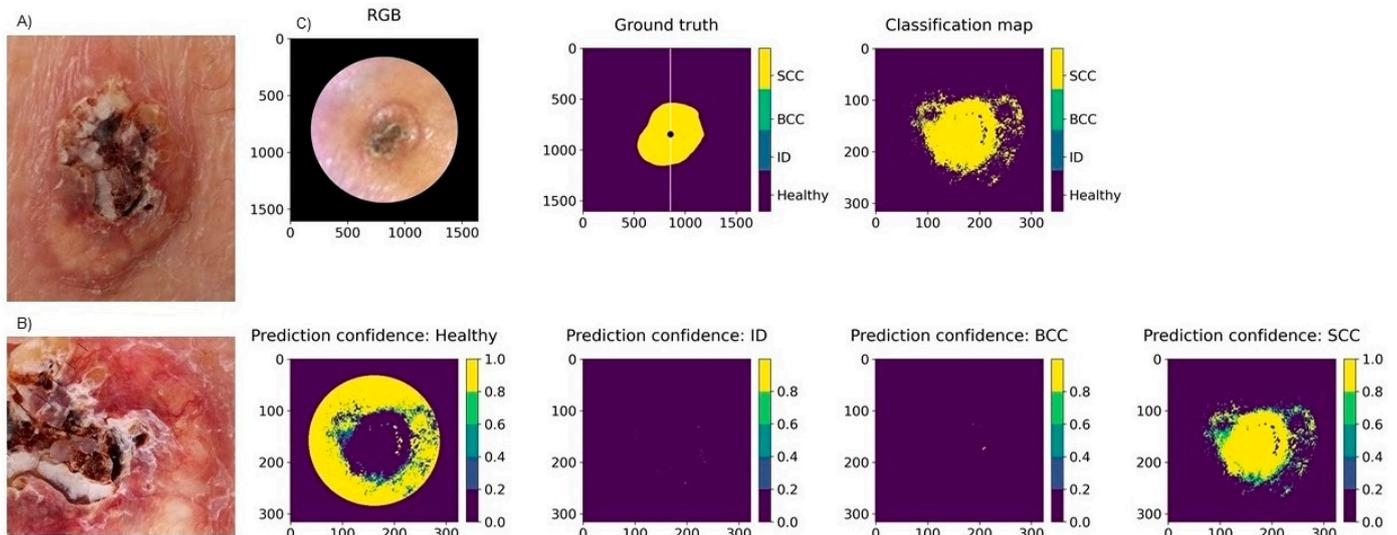 A)
C)
RGB
0
500
1000
1500
0 500 1000 1500
Ground truth
0
500
1000
1500
0 500 1000 1500
SCC
BCC
ID
Healthy
Classification map
0
100
200
300
0 100 200 300
SCC
BCC
ID
Healthy
B)
Prediction confidence: Healthy
0
100
200
300
0 100 200 300
1.0
0.8
0.6
0.4
0.2
0.0
Prediction confidence: ID
0
100
200
300
0 100 200 300
0.8
0.6
0.4
0.2
0.0
Prediction confidence: BCC
0
100
200
300
0 100 200 300
0.8
0.6
0.4
0.2
0.0
Prediction confidence: SCC
0
100
200
300
0 100 200 300
1.0
0.8
0.6
0.4
0.2
0.0